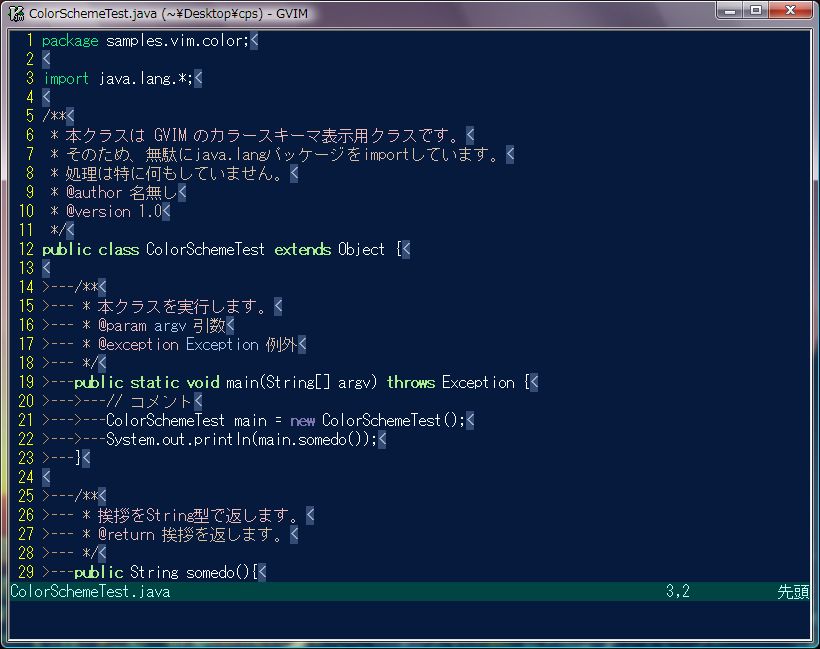 ColorSchemeTest.java (~¥Desktop¥cps) - GVIM
1 package samples.vim.color;<
2 <
3 import java.lang.*;<
4 <
5 /**<
6  * 本クラスは GVIM のカラースキーマ表示用クラスです。<
7  * そのため、無駄にjava.langパッケージをimportしています。<
8  * 処理は特に何もしていません。<
9  * @author 名無し<
10  * @version 1.0<
11  */<
12 public class ColorSchemeTest extends Object {<
13 <
14 >---/**<
15 >--- * 本クラスを実行します。<
16 >--- * @param argv 引数<
17 >--- * @exception Exception 例外<
18 >--- */<
19 >---public static void main(String[] argv) throws Exception {<
20 >--->---// コメント<
21 >--->---ColorSchemeTest main = new ColorSchemeTest();<
22 >--->---System.out.println(main.somedo());<
23 >---}<
24 <
25 >---/**<
26 >--- * 挨拶をString型で返します。<
27 >--- * @return 挨拶を返します。<
28 >--- */<
29 >---public String somedo(){<
ColorSchemeTest.java 3,2 先頭